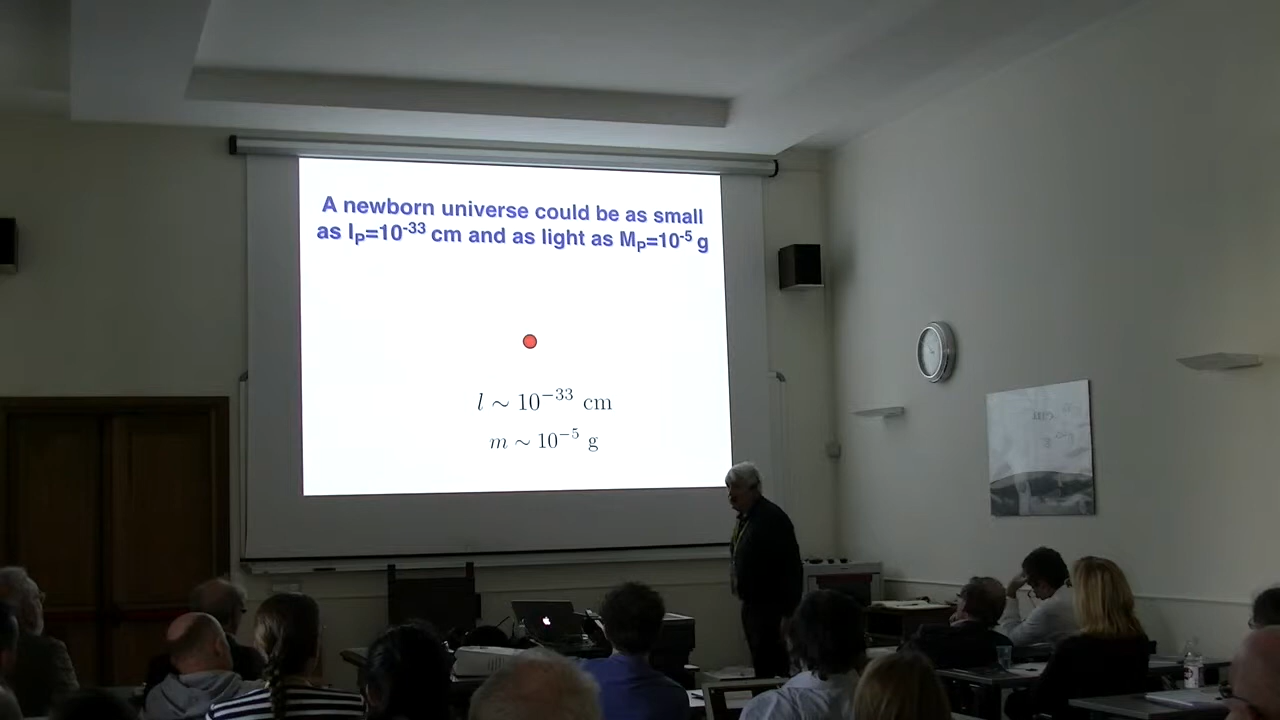 A newborn universe could be as small
as lₚ=10⁻³³ cm and as light as Mₚ=10⁻⁵ g
l ∼ 10⁻³³ cm
m ∼ 10⁻⁵ g